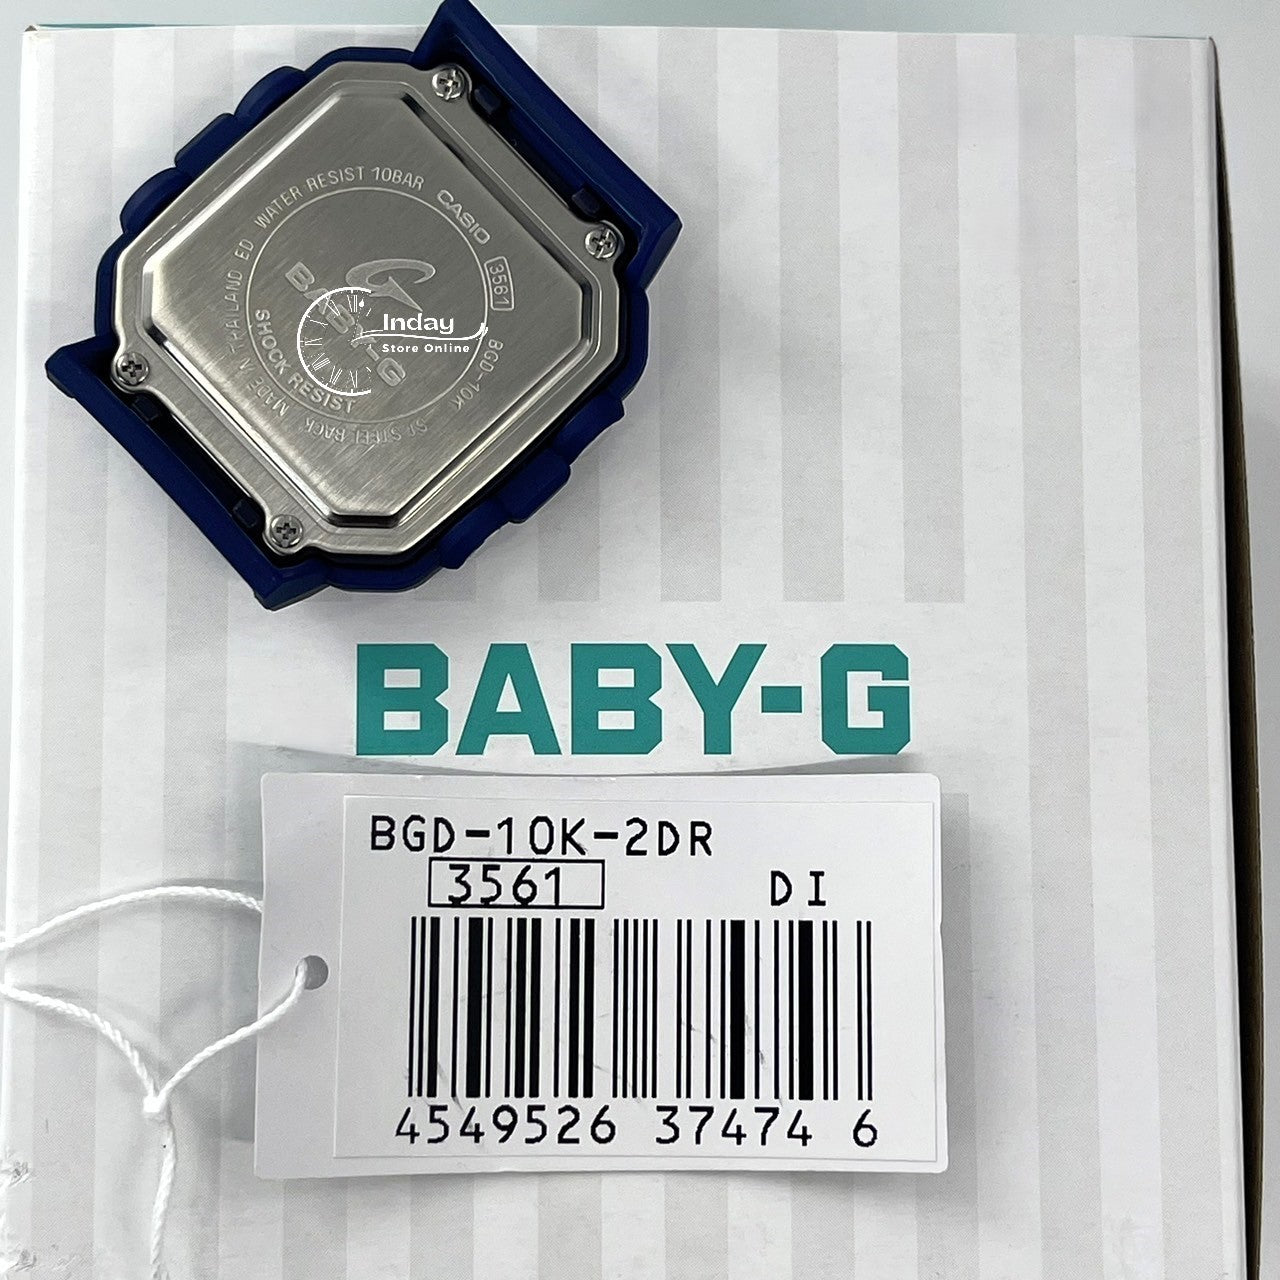 WATER RESIST 10BAR
CASIO
3561
BGD-10K
ST. STEEL BACK
MADE IN THAILAND ED
SHOCK RESIST
G
BABY-G
Inday
Store Online
BABY-G
BGD-10K-2DR
3561
DI
4549526 37474 6